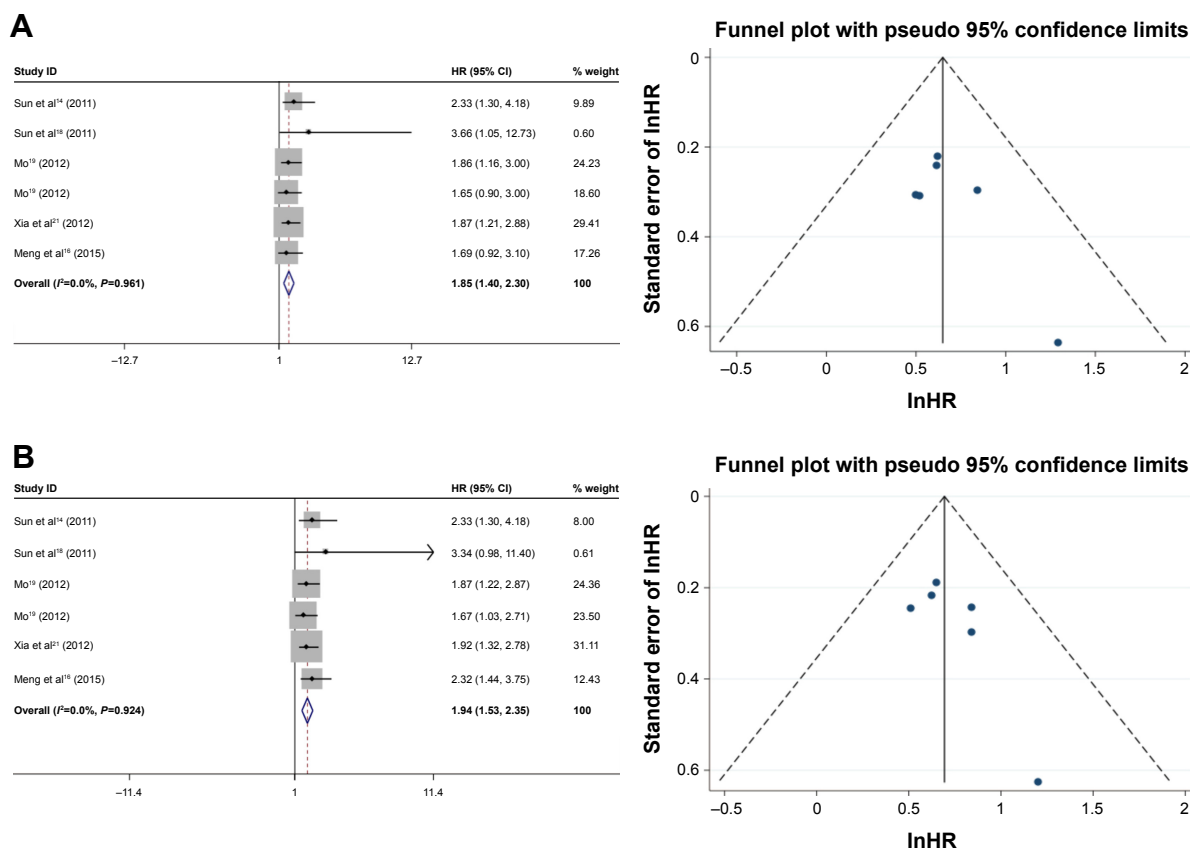 A
Study ID HR (95% CI) % weight
Sun et al¹⁴ (2011) 2.33 (1.30, 4.18) 9.89
Sun et al¹⁸ (2011) 3.66 (1.05, 12.73) 0.60
Mo¹⁹ (2012) 1.86 (1.16, 3.00) 24.23
Mo¹⁹ (2012) 1.65 (0.90, 3.00) 18.60
Xia et al²¹ (2012) 1.87 (1.21, 2.88) 29.41
Meng et al¹⁶ (2015) 1.69 (0.92, 3.10) 17.26
Overall (I²=0.0%, P=0.961) 1.85 (1.40, 2.30) 100
–12.7 1 12.7
Funnel plot with pseudo 95% confidence limits
Standard error of lnHR
0
0.2
0.4
0.6
–0.5 0 0.5 1 1.5 2
lnHR
B
Study ID HR (95% CI) % weight
Sun et al¹⁴ (2011) 2.33 (1.30, 4.18) 8.00
Sun et al¹⁸ (2011) 3.34 (0.98, 11.40) 0.61
Mo¹⁹ (2012) 1.87 (1.22, 2.87) 24.36
Mo¹⁹ (2012) 1.67 (1.03, 2.71) 23.50
Xia et al²¹ (2012) 1.92 (1.32, 2.78) 31.11
Meng et al¹⁶ (2015) 2.32 (1.44, 3.75) 12.43
Overall (I²=0.0%, P=0.924) 1.94 (1.53, 2.35) 100
–11.4 1 11.4
Funnel plot with pseudo 95% confidence limits
Standard error of lnHR
0
0.2
0.4
0.6
–0.5 0 0.5 1 1.5 2
lnHR